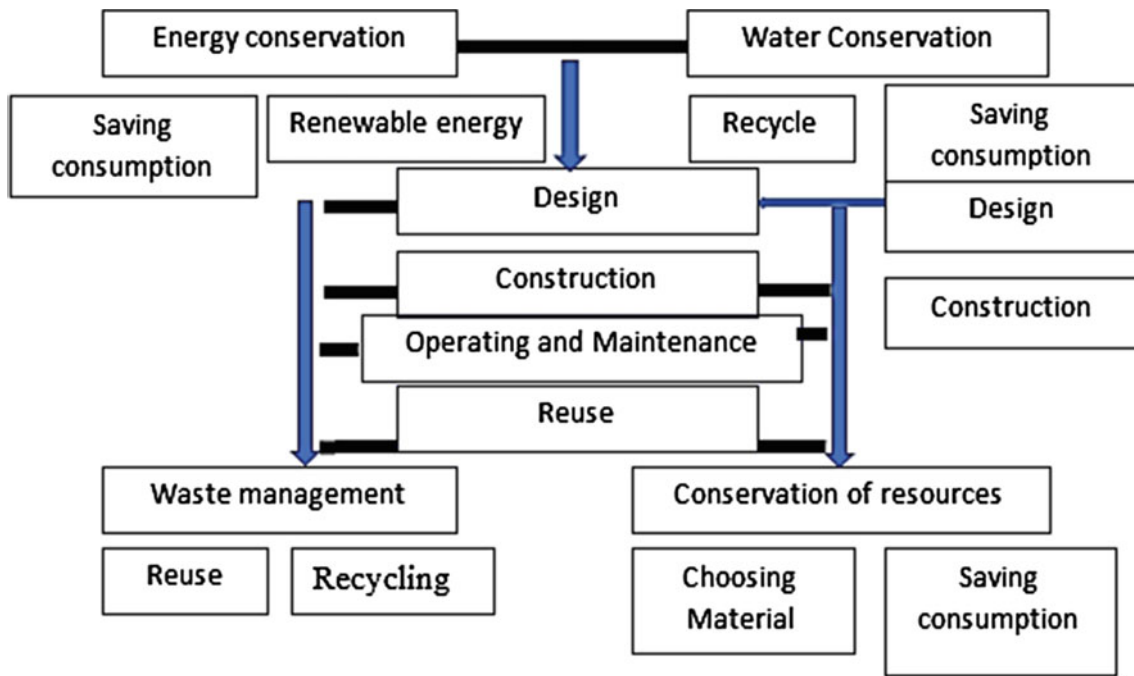 Energy conservation
Water Conservation
Saving
consumption
Renewable energy
Recycle
Saving
consumption
Design
Design
Construction
Construction
Operating and Maintenance
Reuse
Waste management
Conservation of resources
Reuse
Recycling
Choosing
Material
Saving
consumption